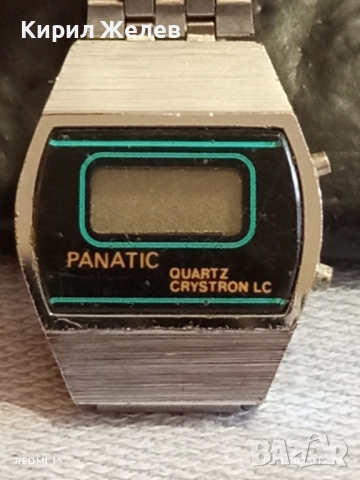 Кирил Желев
PANATIC
QUARTZ
CRYSTRON LC
REDMI 13
bazar